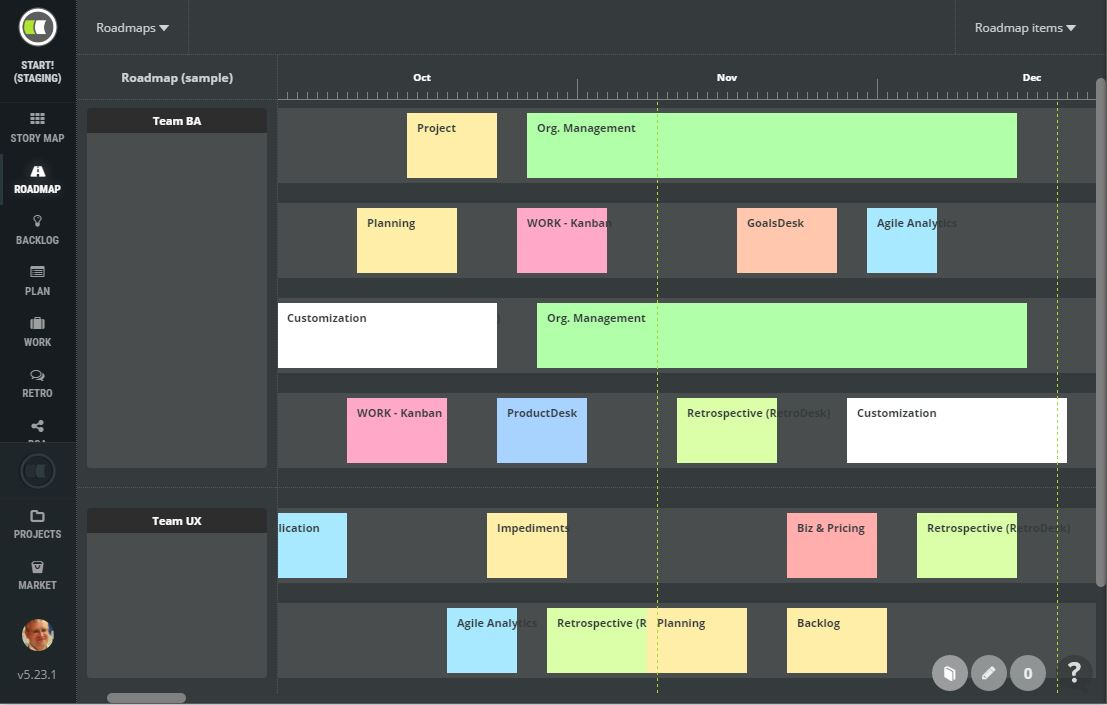 Roadmaps
Roadmap items
START!
(STAGING)
Roadmap (sample)
Oct
Nov
Dec
STORY MAP
ROADMAP
BACKLOG
PLAN
WORK
RETRO
PROJECTS
MARKET
v5.23.1
Team BA
Project
Org. Management
Planning
WORK - Kanban
GoalsDesk
Agile Analytics
Customization
Org. Management
WORK - Kanban
ProductDesk
Retrospective (RetroDesk)
Customization
Team UX
lication
Impediments
Biz & Pricing
Retrospective (RetroDesk)
Agile Analytics
Retrospective (R
Planning
Backlog
0
?